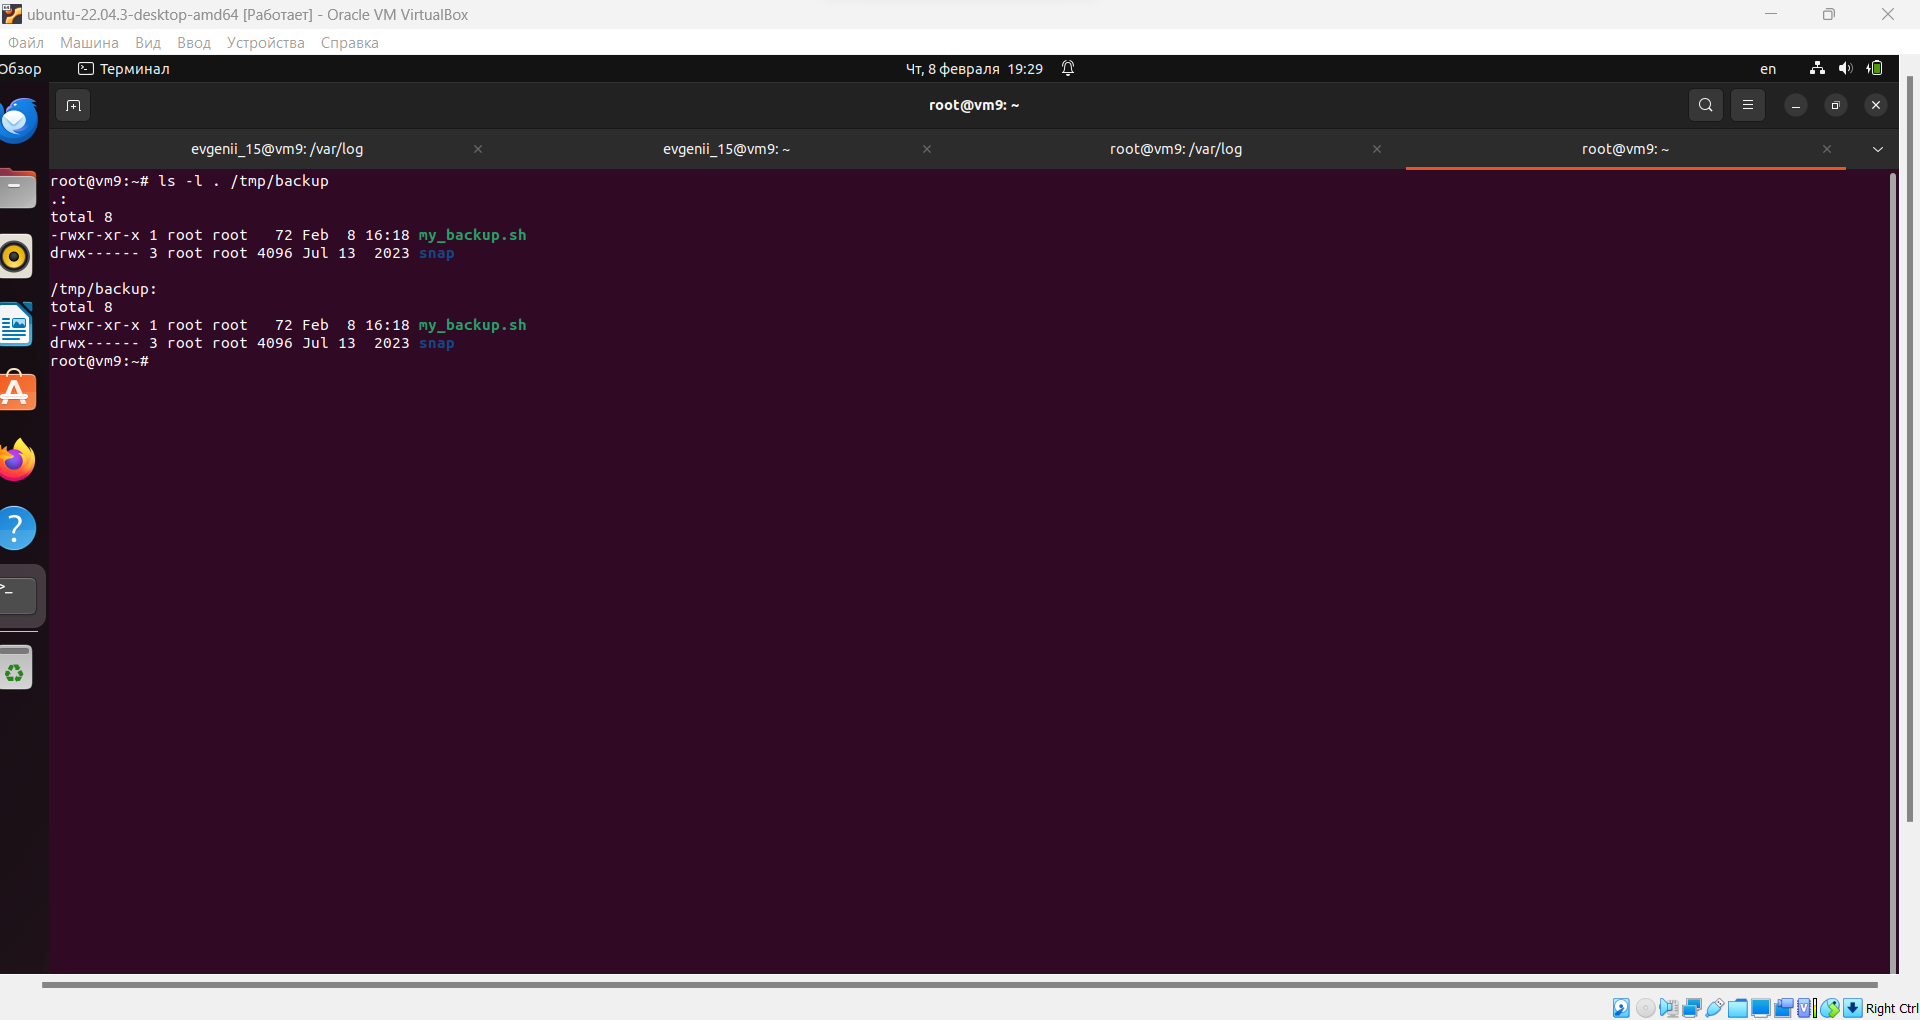 ubuntu-22.04.3-desktop-amd64 [Работает] - Oracle VM VirtualBox
Файл Машина Вид Ввод Устройства Справка
Обзор Терминал Чт, 8 февраля 19:29 en
root@vm9: ~
evgenii_15@vm9: /var/log evgenii_15@vm9: ~ root@vm9: /var/log root@vm9: ~
root@vm9:~# ls -l . /tmp/backup
.:
total 8
-rwxr-xr-x 1 root root   72 Feb  8 16:18 my_backup.sh
drwx------ 3 root root 4096 Jul 13  2023 snap
/tmp/backup:
total 8
-rwxr-xr-x 1 root root   72 Feb  8 16:18 my_backup.sh
drwx------ 3 root root 4096 Jul 13  2023 snap
root@vm9:~#
Right Ctrl